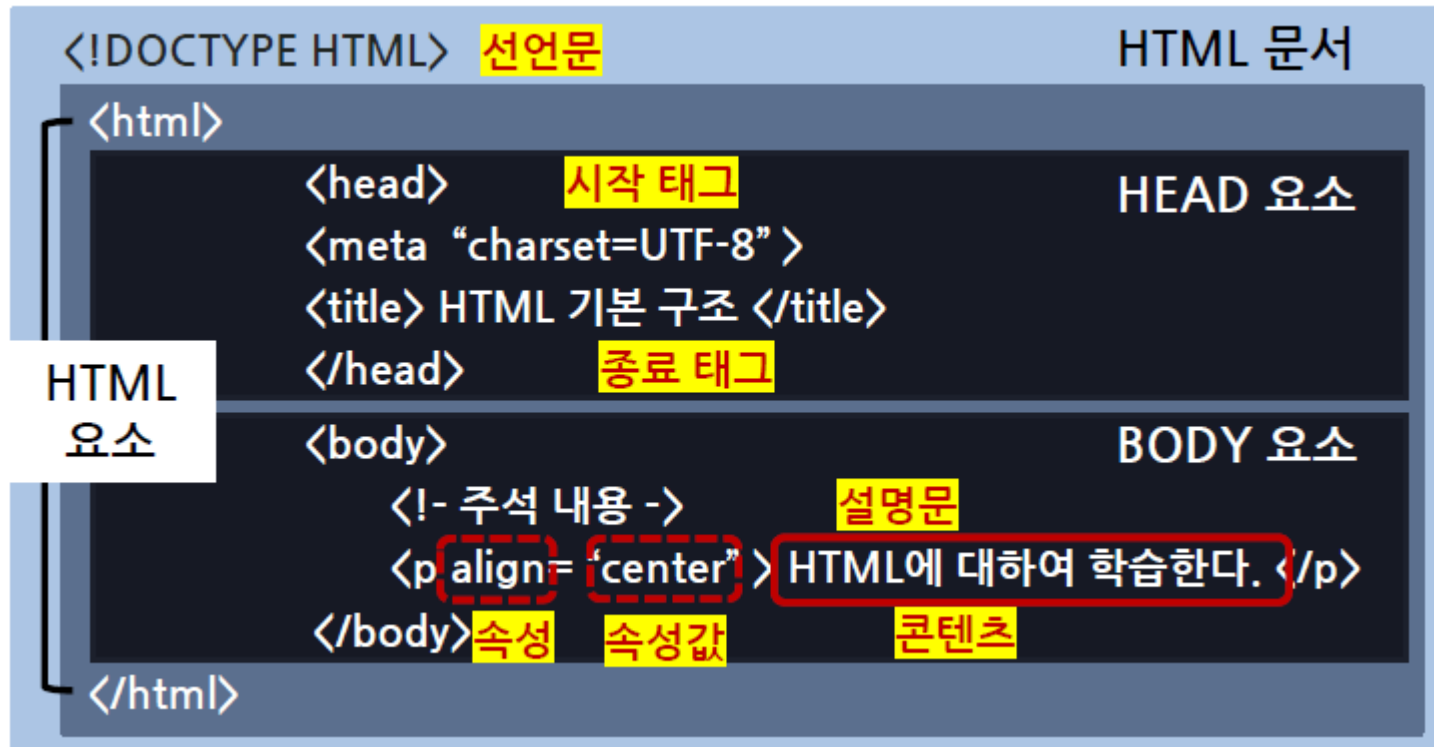 <!DOCTYPE HTML> 선언문 HTML 문서
<html>
<head> 시작 태그 HEAD 요소
<meta “charset=UTF-8” >
<title> HTML 기본 구조 </title>
</head> 종료 태그
HTML
요소
<body> BODY 요소
<!- 주석 내용 -> 설명문
<p align= “center” > HTML에 대하여 학습한다. </p>
</body> 속성 속성값 콘텐츠
</html>